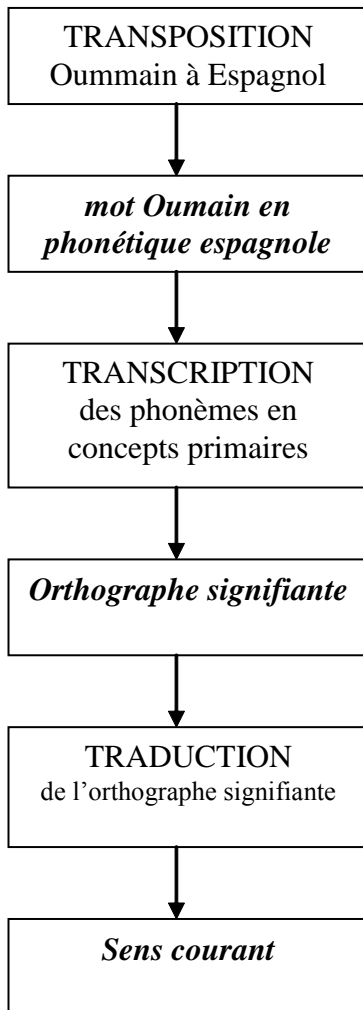 TRANSPOSITION
Oummain à Espagnol
mot Oumain en
phonétique espagnole
TRANSCRIPTION
des phonèmes en
concepts primaires
Orthographe signifiante
TRADUCTION
de l'orthographe signifiante
Sens courant